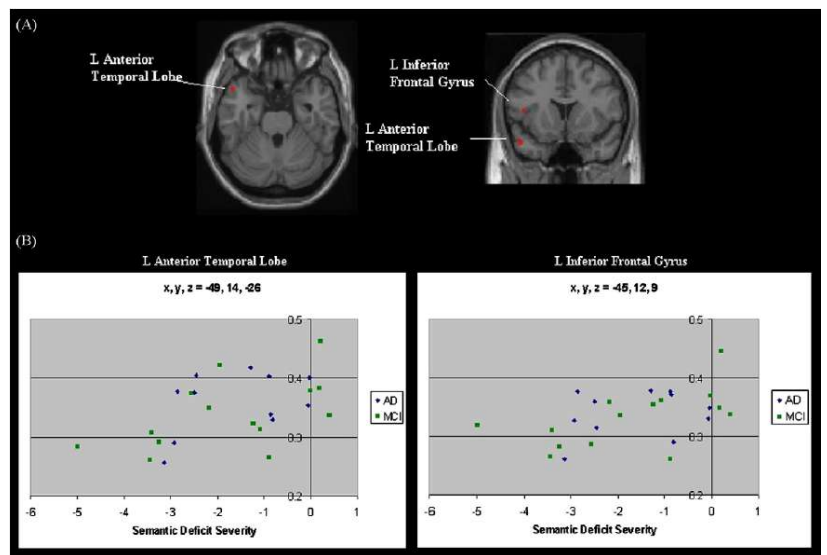 (A)
L Anterior
Temporal Lobe
L Inferior
Frontal Gyrus
L Anterior
Temporal Lobe
(B)
L Anterior Temporal Lobe
x, y, z = -49, 14, -26
0.5
0.4
0.3
0.2
-6 -5 -4 -3 -2 -1 0 1
Semantic Deficit Severity
AD
MCI
L Inferior Frontal Gyrus
x, y, z = -45, 12, 9
0.5
0.4
0.3
0.2
-6 -5 -4 -3 -2 -1 0 1
Semantic Deficit Severity
AD
MCI